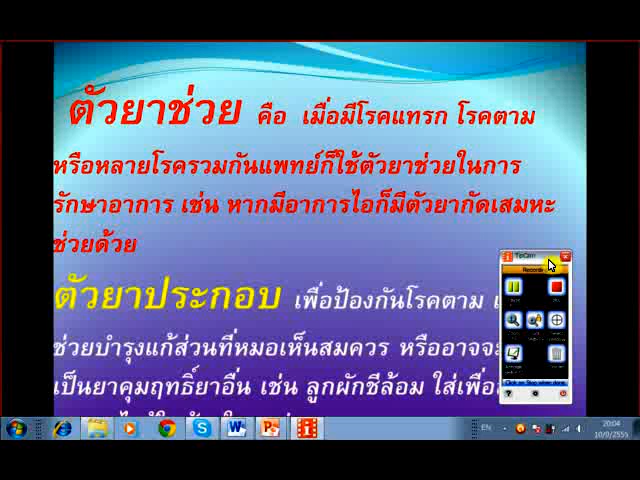 ตัวยาช่วย คือ เมื่อมีโรคแทรก โรคตาม
หรือหลายโรครวมกันแพทย์ก็ใช้ตัวยาช่วยในการ
รักษาอาการ เช่น หากมีอาการไอก็มีตัวยากัดเสมหะ
ช่วยด้วย
ตัวยาประกอบ เพื่อป้องกันโรคตาม
ช่วยบำรุงแก้ส่วนที่หมอเห็นสมควร หรืออาจจะ
เป็นยาคุมฤทธิ์ยาอื่น เช่น ลูกผักชีล้อม ใส่เพื่อ
TipCam
Click on Stop when done
EN
20:04